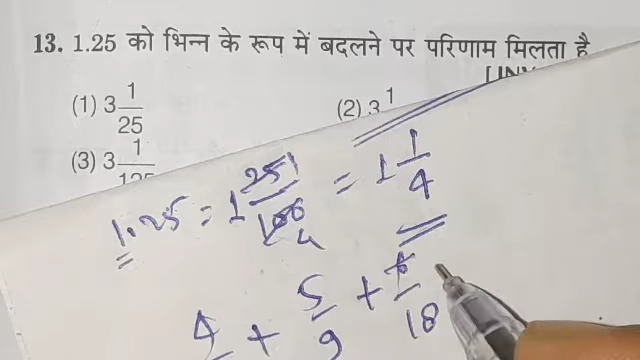 13. 1.25 को भिन्न के रूप में बदलने पर परिणाम मिलता है
(1) 3 1/25 (2) 3 1
(3) 3 1
1.25 = 1 25/100 1/4 = 1 1/4
+ 5 +
18